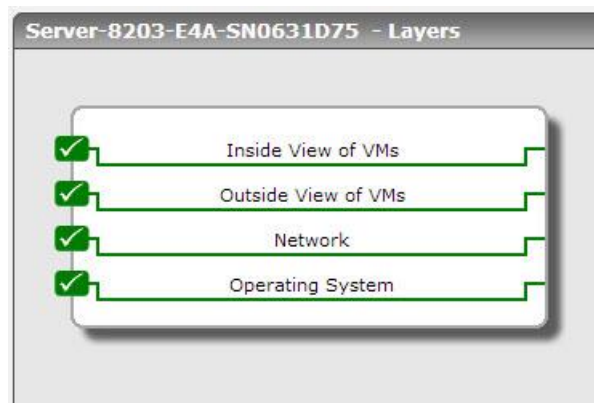 Server-8203-E4A-SN0631D75 - Layers
Inside View of VMs
Outside View of VMs
Network
Operating System